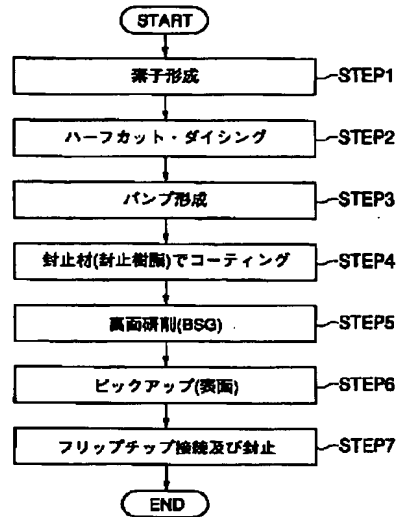 START
素子形成
STEP1
ハーフカット・ダイシング
STEP2
バンプ形成
STEP3
封止材(封止樹脂)でコーティング
STEP4
裏面研削(BSG)
STEP5
ピックアップ(表面)
STEP6
フリップチップ接続及び封止
STEP7
END